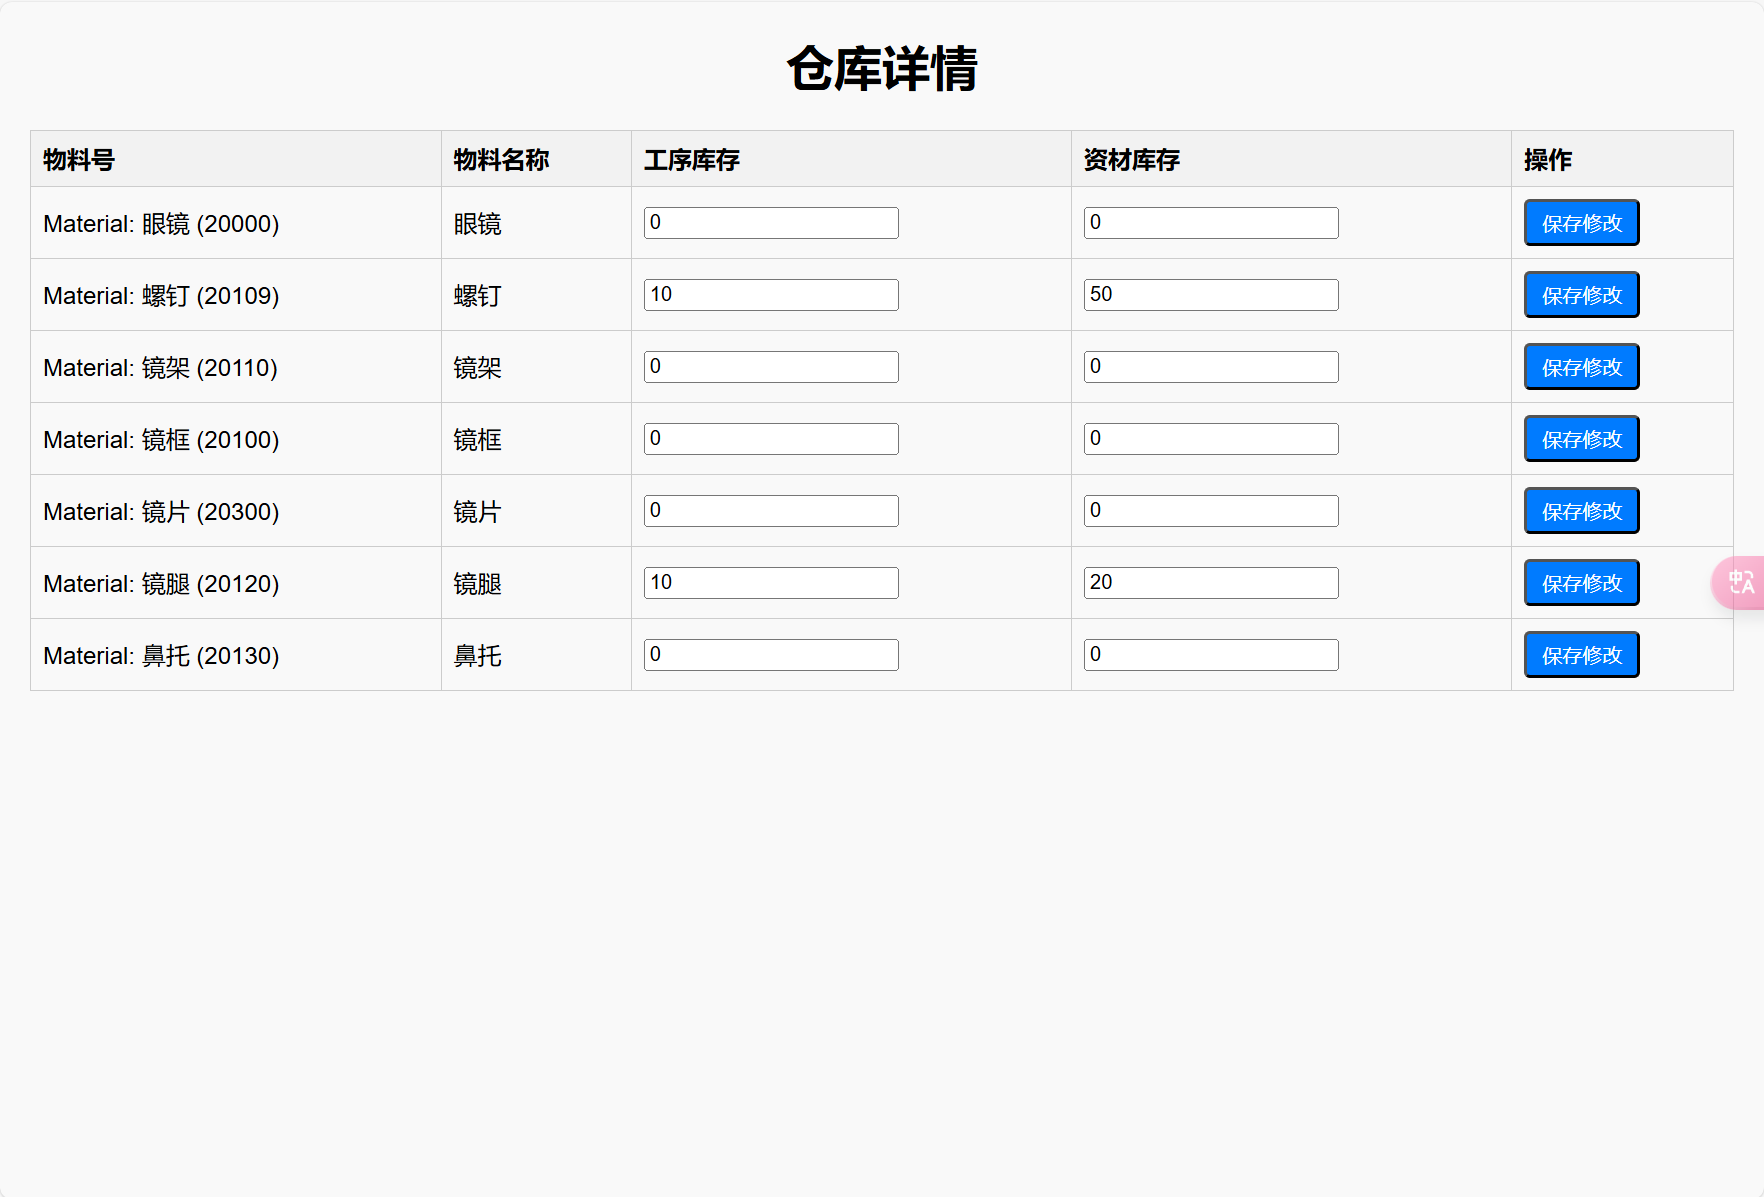 仓库详情
物料号 物料名称 工序库存 资材库存 操作
Material: 眼镜 (20000) 眼镜 0 0 保存修改
Material: 螺钉 (20109) 螺钉 10 50 保存修改
Material: 镜架 (20110) 镜架 0 0 保存修改
Material: 镜框 (20100) 镜框 0 0 保存修改
Material: 镜片 (20300) 镜片 0 0 保存修改
Material: 镜腿 (20120) 镜腿 10 20 保存修改
中A
Material: 鼻托 (20130) 鼻托 0 0 保存修改